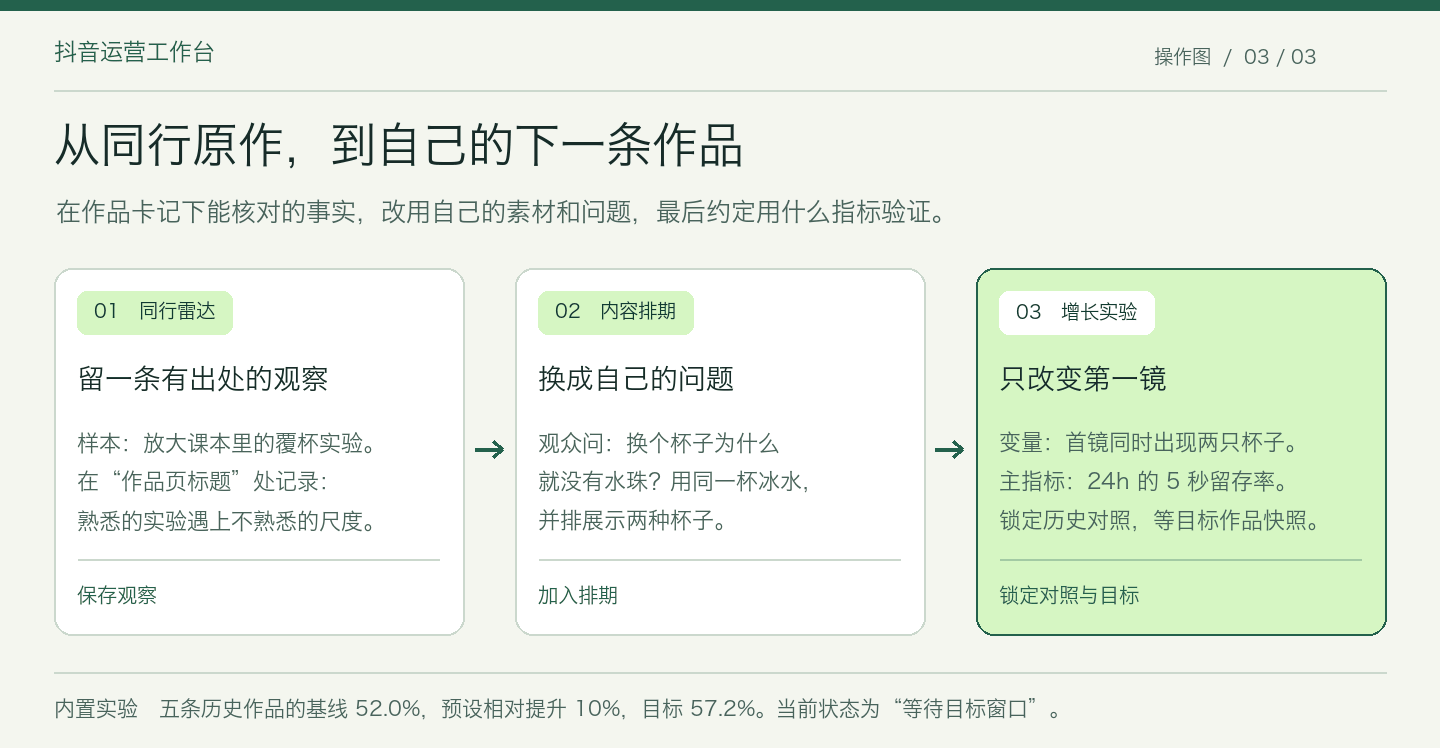 抖音运营工作台
操作图 / 03 / 03
从同行原作，到自己的下一条作品
在作品卡记下能核对的事实，改用自己的素材和问题，最后约定用什么指标验证。
01 同行雷达
留一条有出处的观察
样本：放大课本里的覆杯实验。
在“作品页标题”处记录：
熟悉的实验遇上不熟悉的尺度。
保存观察
02 内容排期
换成自己的问题
观众问：换个杯子为什么
就没有水珠？用同一杯冰水，
并排展示两种杯子。
加入排期
03 增长实验
只改变第一镜
变量：首镜同时出现两只杯子。
主指标：24h 的 5 秒留存率。
锁定历史对照，等目标作品快照。
锁定对照与目标
内置实验 五条历史作品的基线 52.0%，预设相对提升 10%，目标 57.2%。当前状态为“等待目标窗口”。